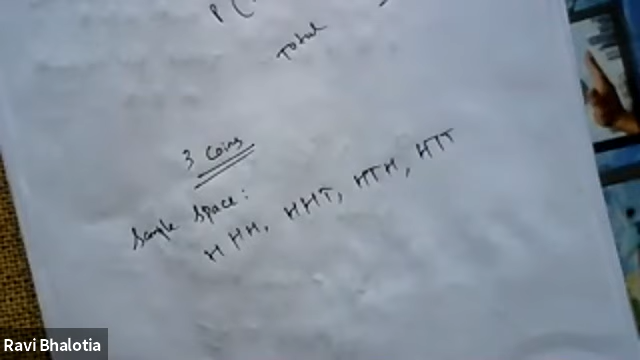 P (
Total
3 Coins
Sample Space:
HHH, HHT, HTH, HTT
Ravi Bhalotia